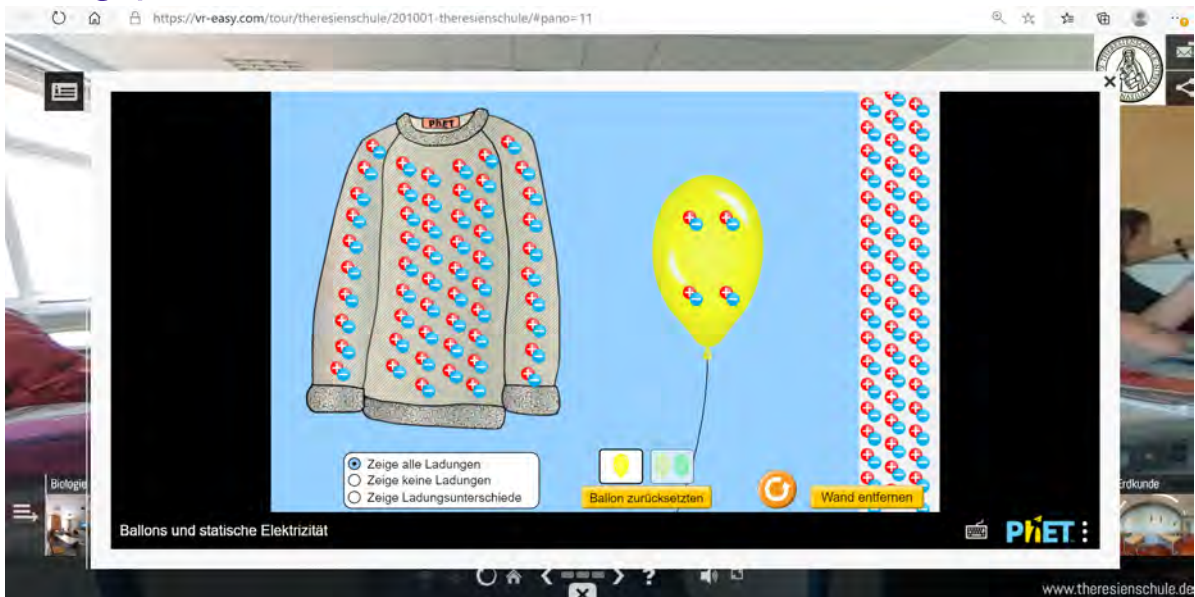 https://vr-easy.com/tour/theresienschule/201001-theresienschule/#pano=11
PhET
Zeige alle Ladungen
Zeige keine Ladungen
Zeige Ladungsunterschiede
Ballon zurücksetzten
Wand entfernen
Biologie
Erdkunde
Ballons und statische Elektrizität
PhET
?
www.theresienschule.de